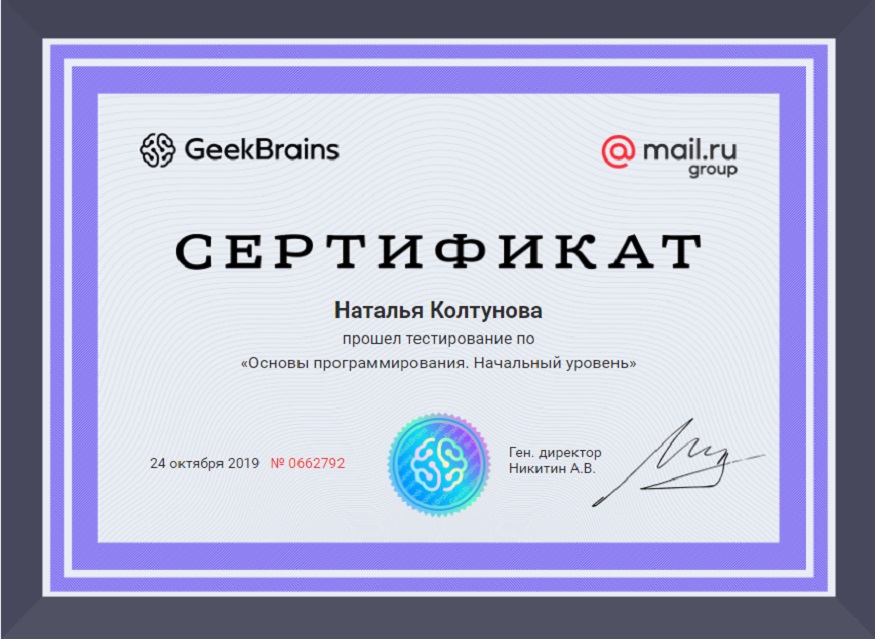 GeekBrains
@mail.ru
group
СЕРТИФИКАТ
Наталья Колтунова
прошел тестирование по
«Основы программирования. Начальный уровень»
24 октября 2019 № 0662792
Ген. директор
Никитин А.В.